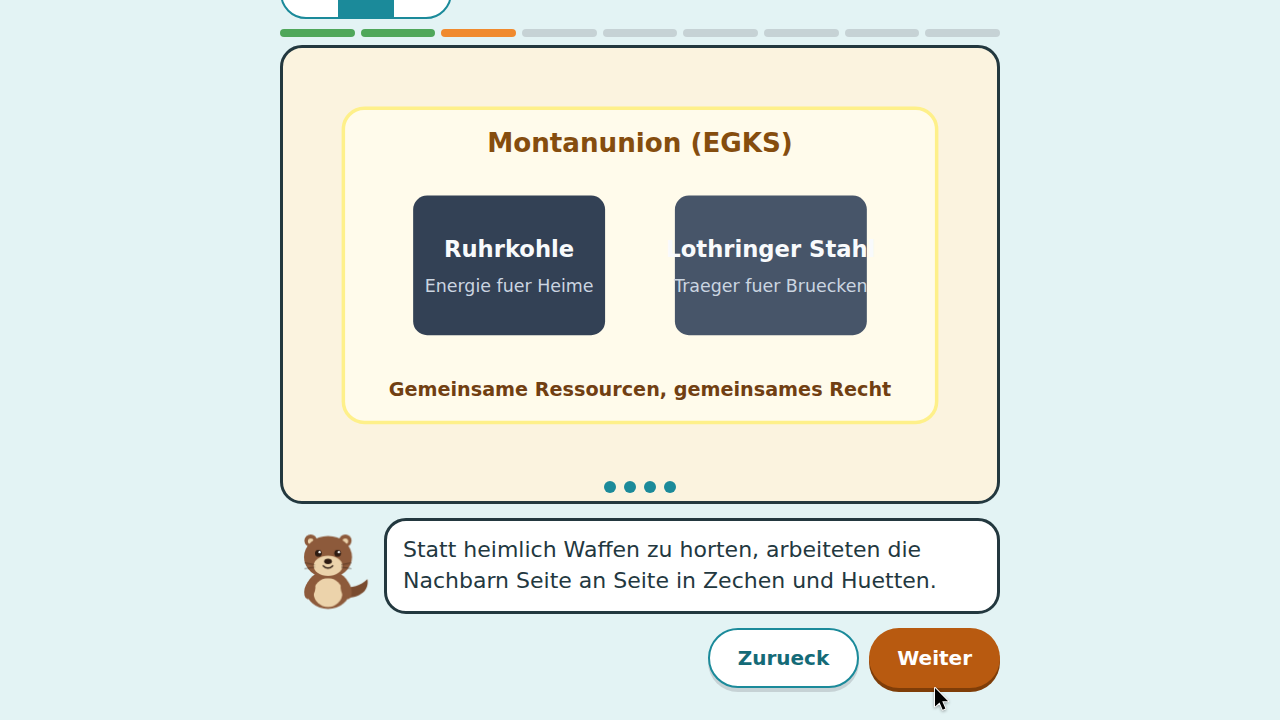 Montanunion (EGKS)
Ruhrkohle
Energie fuer Heime
Lothringer Stahl
Traeger fuer Bruecken
Gemeinsame Ressourcen, gemeinsames Recht
Statt heimlich Waffen zu horten, arbeiteten die
Nachbarn Seite an Seite in Zechen und Huetten.
Zurueck
Weiter